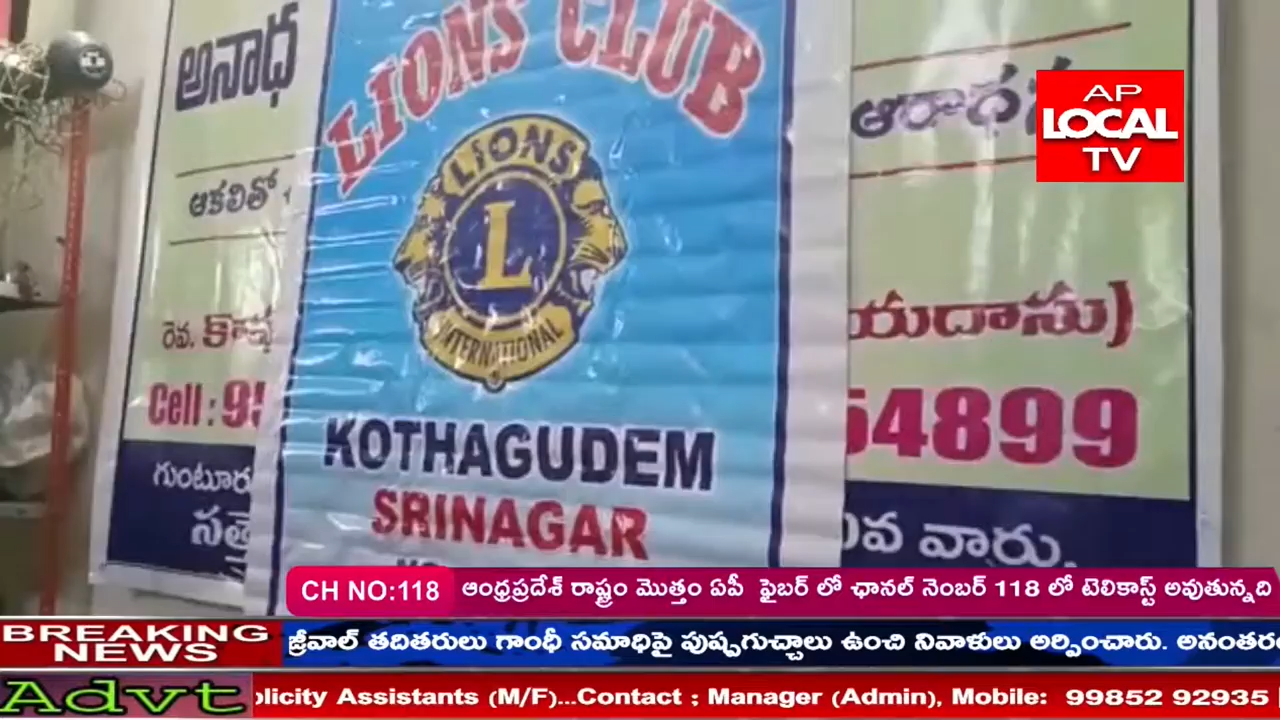 LIONS CLUB
అనాధ
ఆరాధన
AP
LOCAL
TV
LIONS
L
INTERNATIONAL
ఆకలితో
రెవ.
యదాసు)
Cell : 95
54899
KOTHAGUDEM
SRINAGAR
గుంటూరు
వారు.
CH NO:118
ఆంధ్రప్రదేశ్ రాష్ట్రం మొత్తం ఏపీ ఫైబర్ లో ఛానల్ నెంబర్ 118 లో టెలికాస్ట్ అవుతున్నది
BREAKING NEWS
జ్రీవాల్ తదితరులు గాంధీ సమాధిపై పుష్పగుచ్ఛాలు ఉంచి నివాళులు అర్పించారు. అనంతర
Advt
blicity Assistants (M/F)...Contact ; Manager (Admin), Mobile: 99852 92935